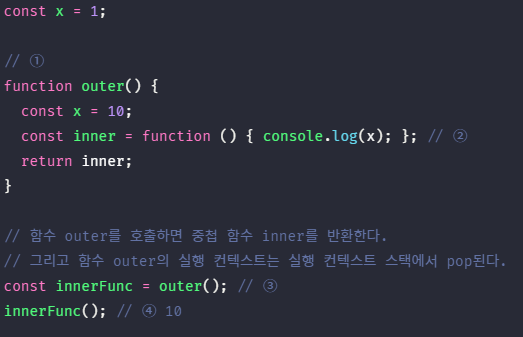 const x = 1;
// ①
function outer() {
  const x = 10;
  const inner = function () { console.log(x); }; // ②
  return inner;
}
// 함수 outer를 호출하면 중첩 함수 inner를 반환한다.
// 그리고 함수 outer의 실행 컨텍스트는 실행 컨텍스트 스택에서 pop된다.
const innerFunc = outer(); // ③
innerFunc(); // ④ 10